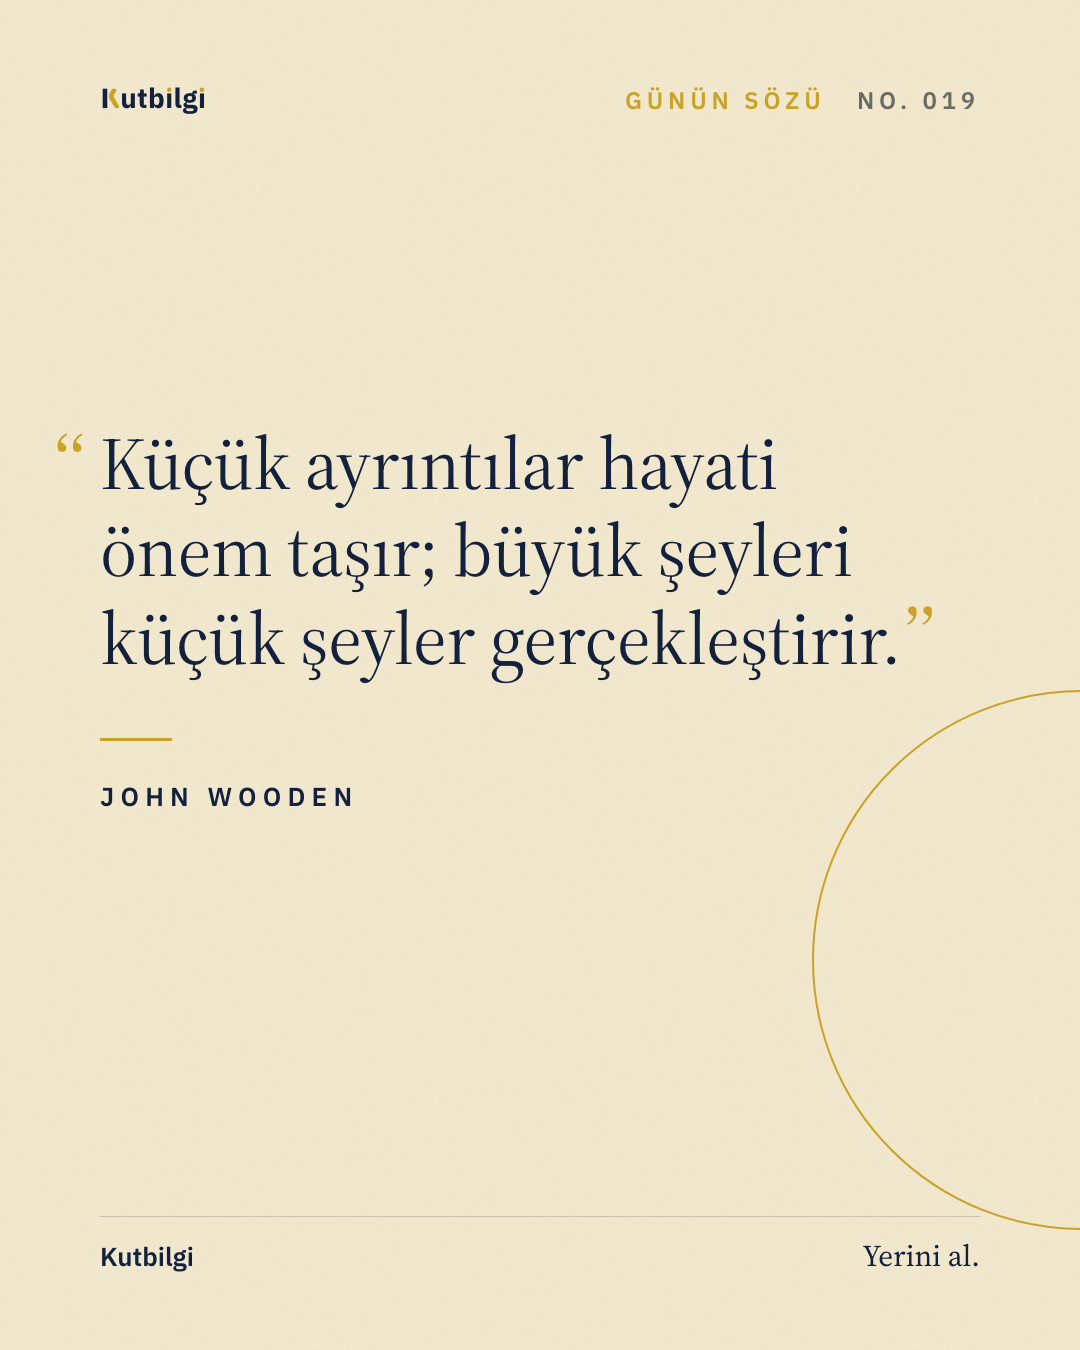 Kutbilgi
GÜNÜN SÖZÜ NO. 019
“Küçük ayrıntılar hayati
önem taşır; büyük şeyleri
küçük şeyler gerçekleştirir.”
JOHN WOODEN
Kutbilgi
Yerini al.